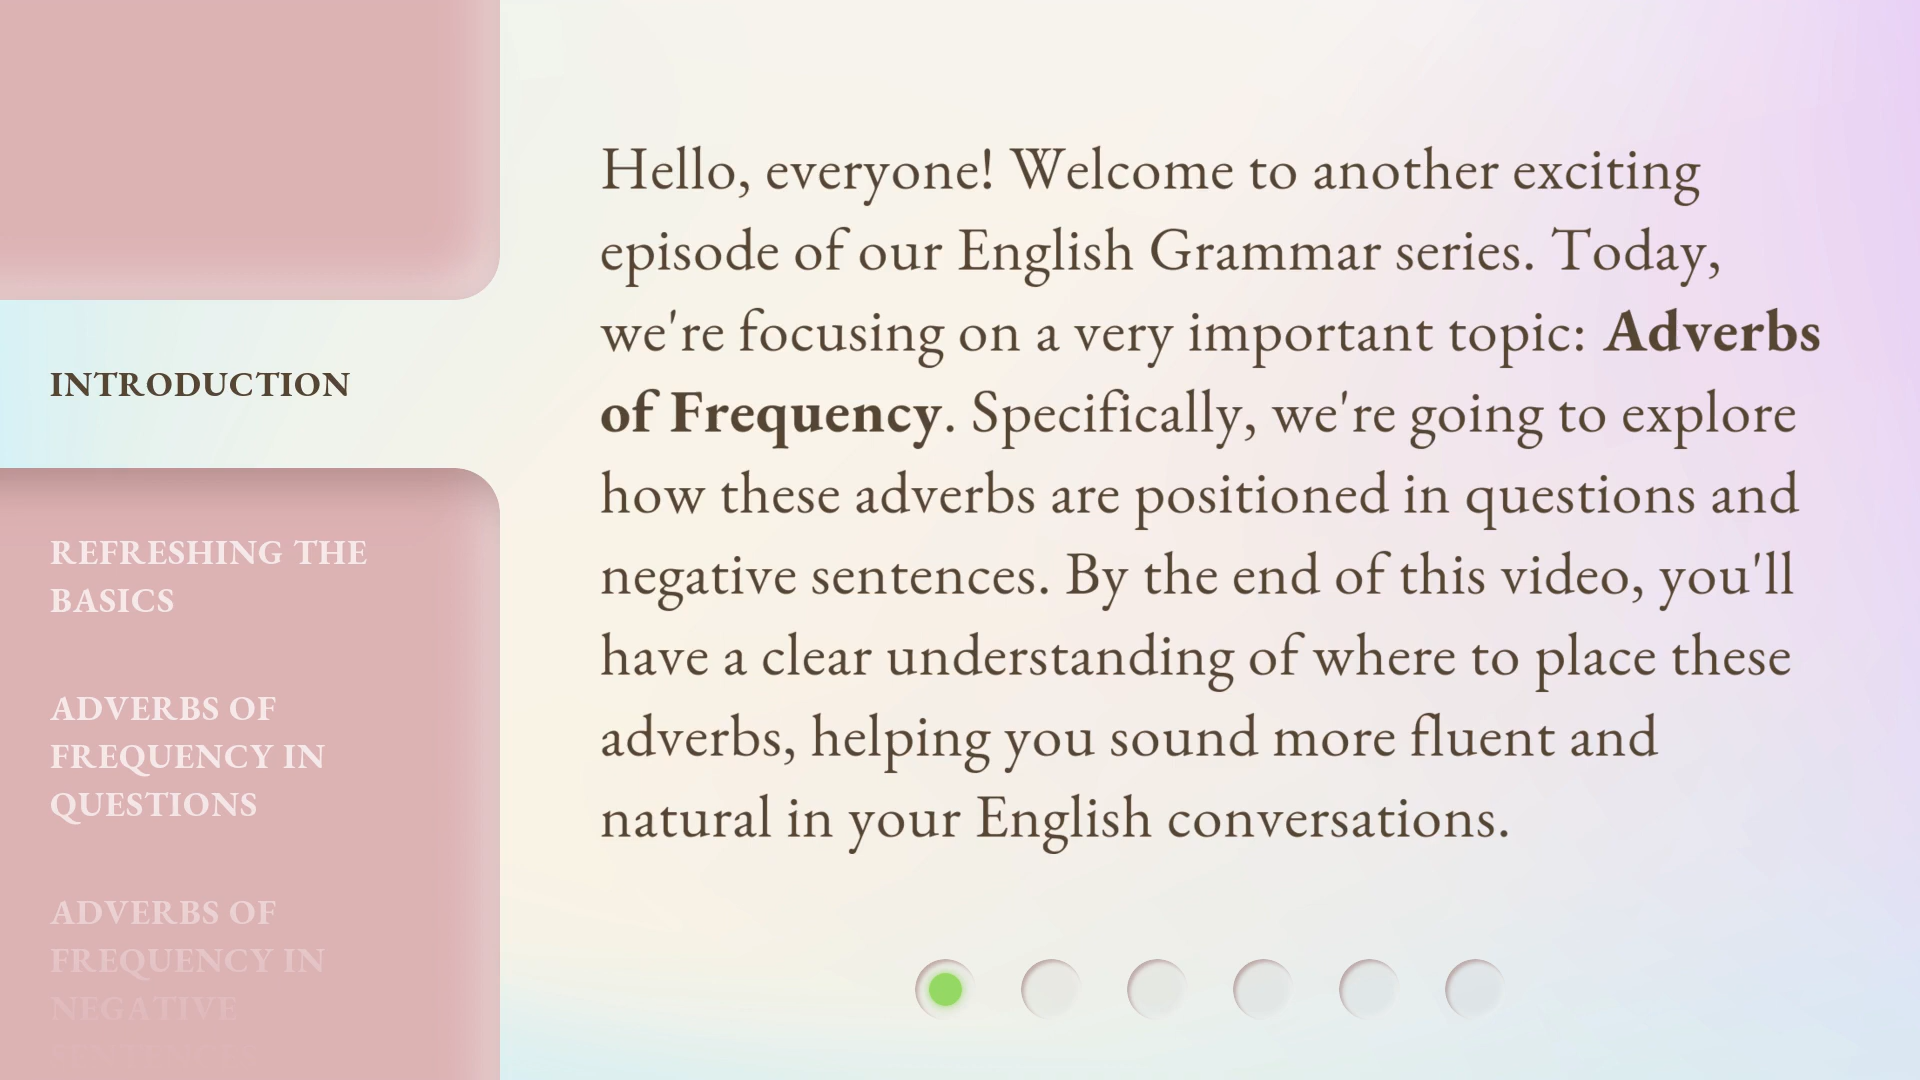 INTRODUCTION
REFRESHING THE
BASICS
ADVERBS OF
FREQUENCY IN
QUESTIONS
ADVERBS OF
FREQUENCY IN
NEGATIVE
SENTENCES
Hello, everyone! Welcome to another exciting
episode of our English Grammar series. Today,
we're focusing on a very important topic: Adverbs
of Frequency. Specifically, we're going to explore
how these adverbs are positioned in questions and
negative sentences. By the end of this video, you'll
have a clear understanding of where to place these
adverbs, helping you sound more fluent and
natural in your English conversations.